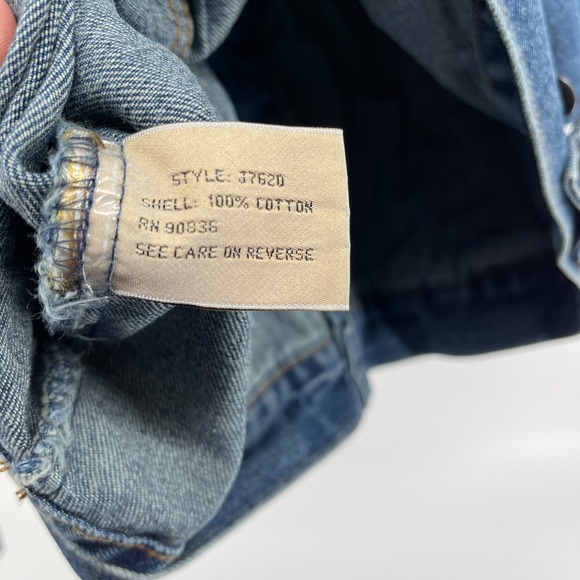 STYLE: J7620
SHELL: 100% COTTON
RN 90836
SEE CARE ON REVERSE